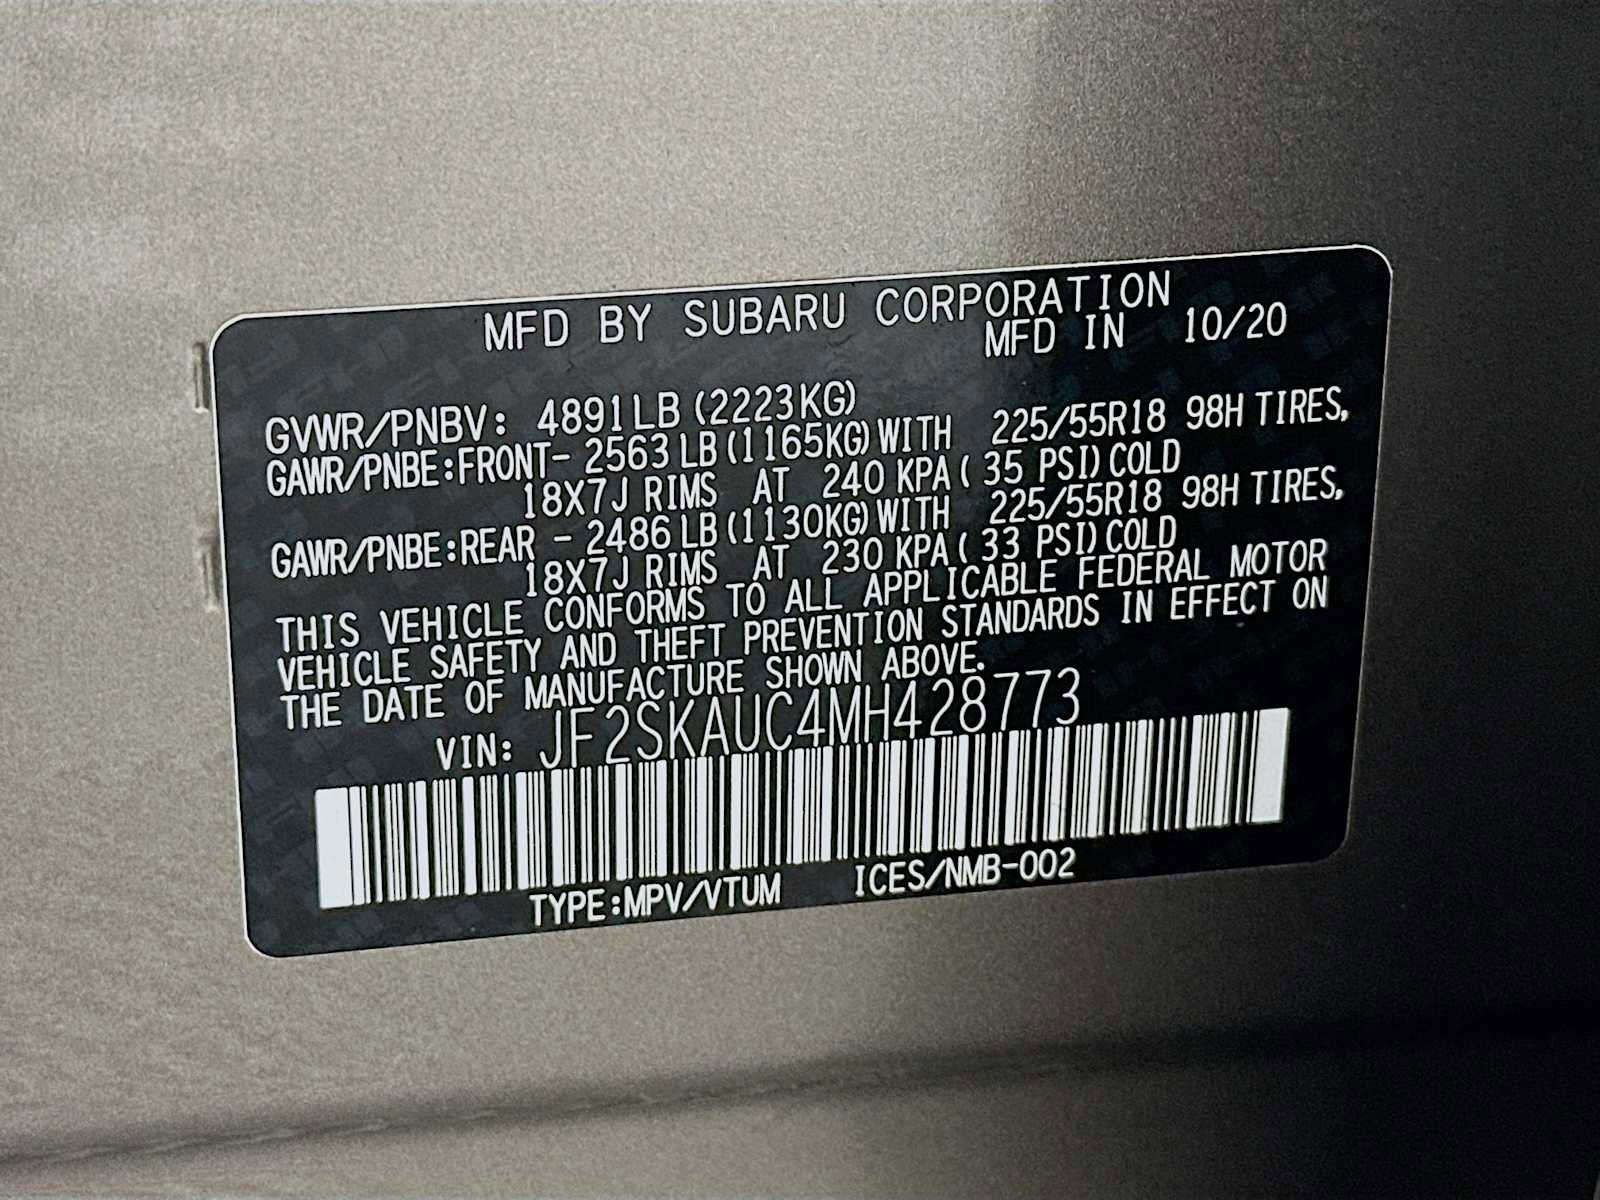 MFD BY SUBARU CORPORATION
MFD IN 10/20
GVWR/PNBV: 4891LB (2223KG)
GAWR/PNBE:FRONT- 2563 LB (1165KG) WITH 225/55R18 98H TIRES,
18X7J RIMS AT 240 KPA ( 35 PSI) COLD
GAWR/PNBE:REAR - 2486 LB (1130KG) WITH 225/55R18 98H TIRES,
18X7J RIMS AT 230 KPA ( 33 PSI) COLD
THIS VEHICLE CONFORMS TO ALL APPLICABLE FEDERAL MOTOR
VEHICLE SAFETY AND THEFT PREVENTION STANDARDS IN EFFECT ON
THE DATE OF MANUFACTURE SHOWN ABOVE.
VIN: JF2SKAUC4MH428773
TYPE:MPV/VTUM ICES/NMB-002